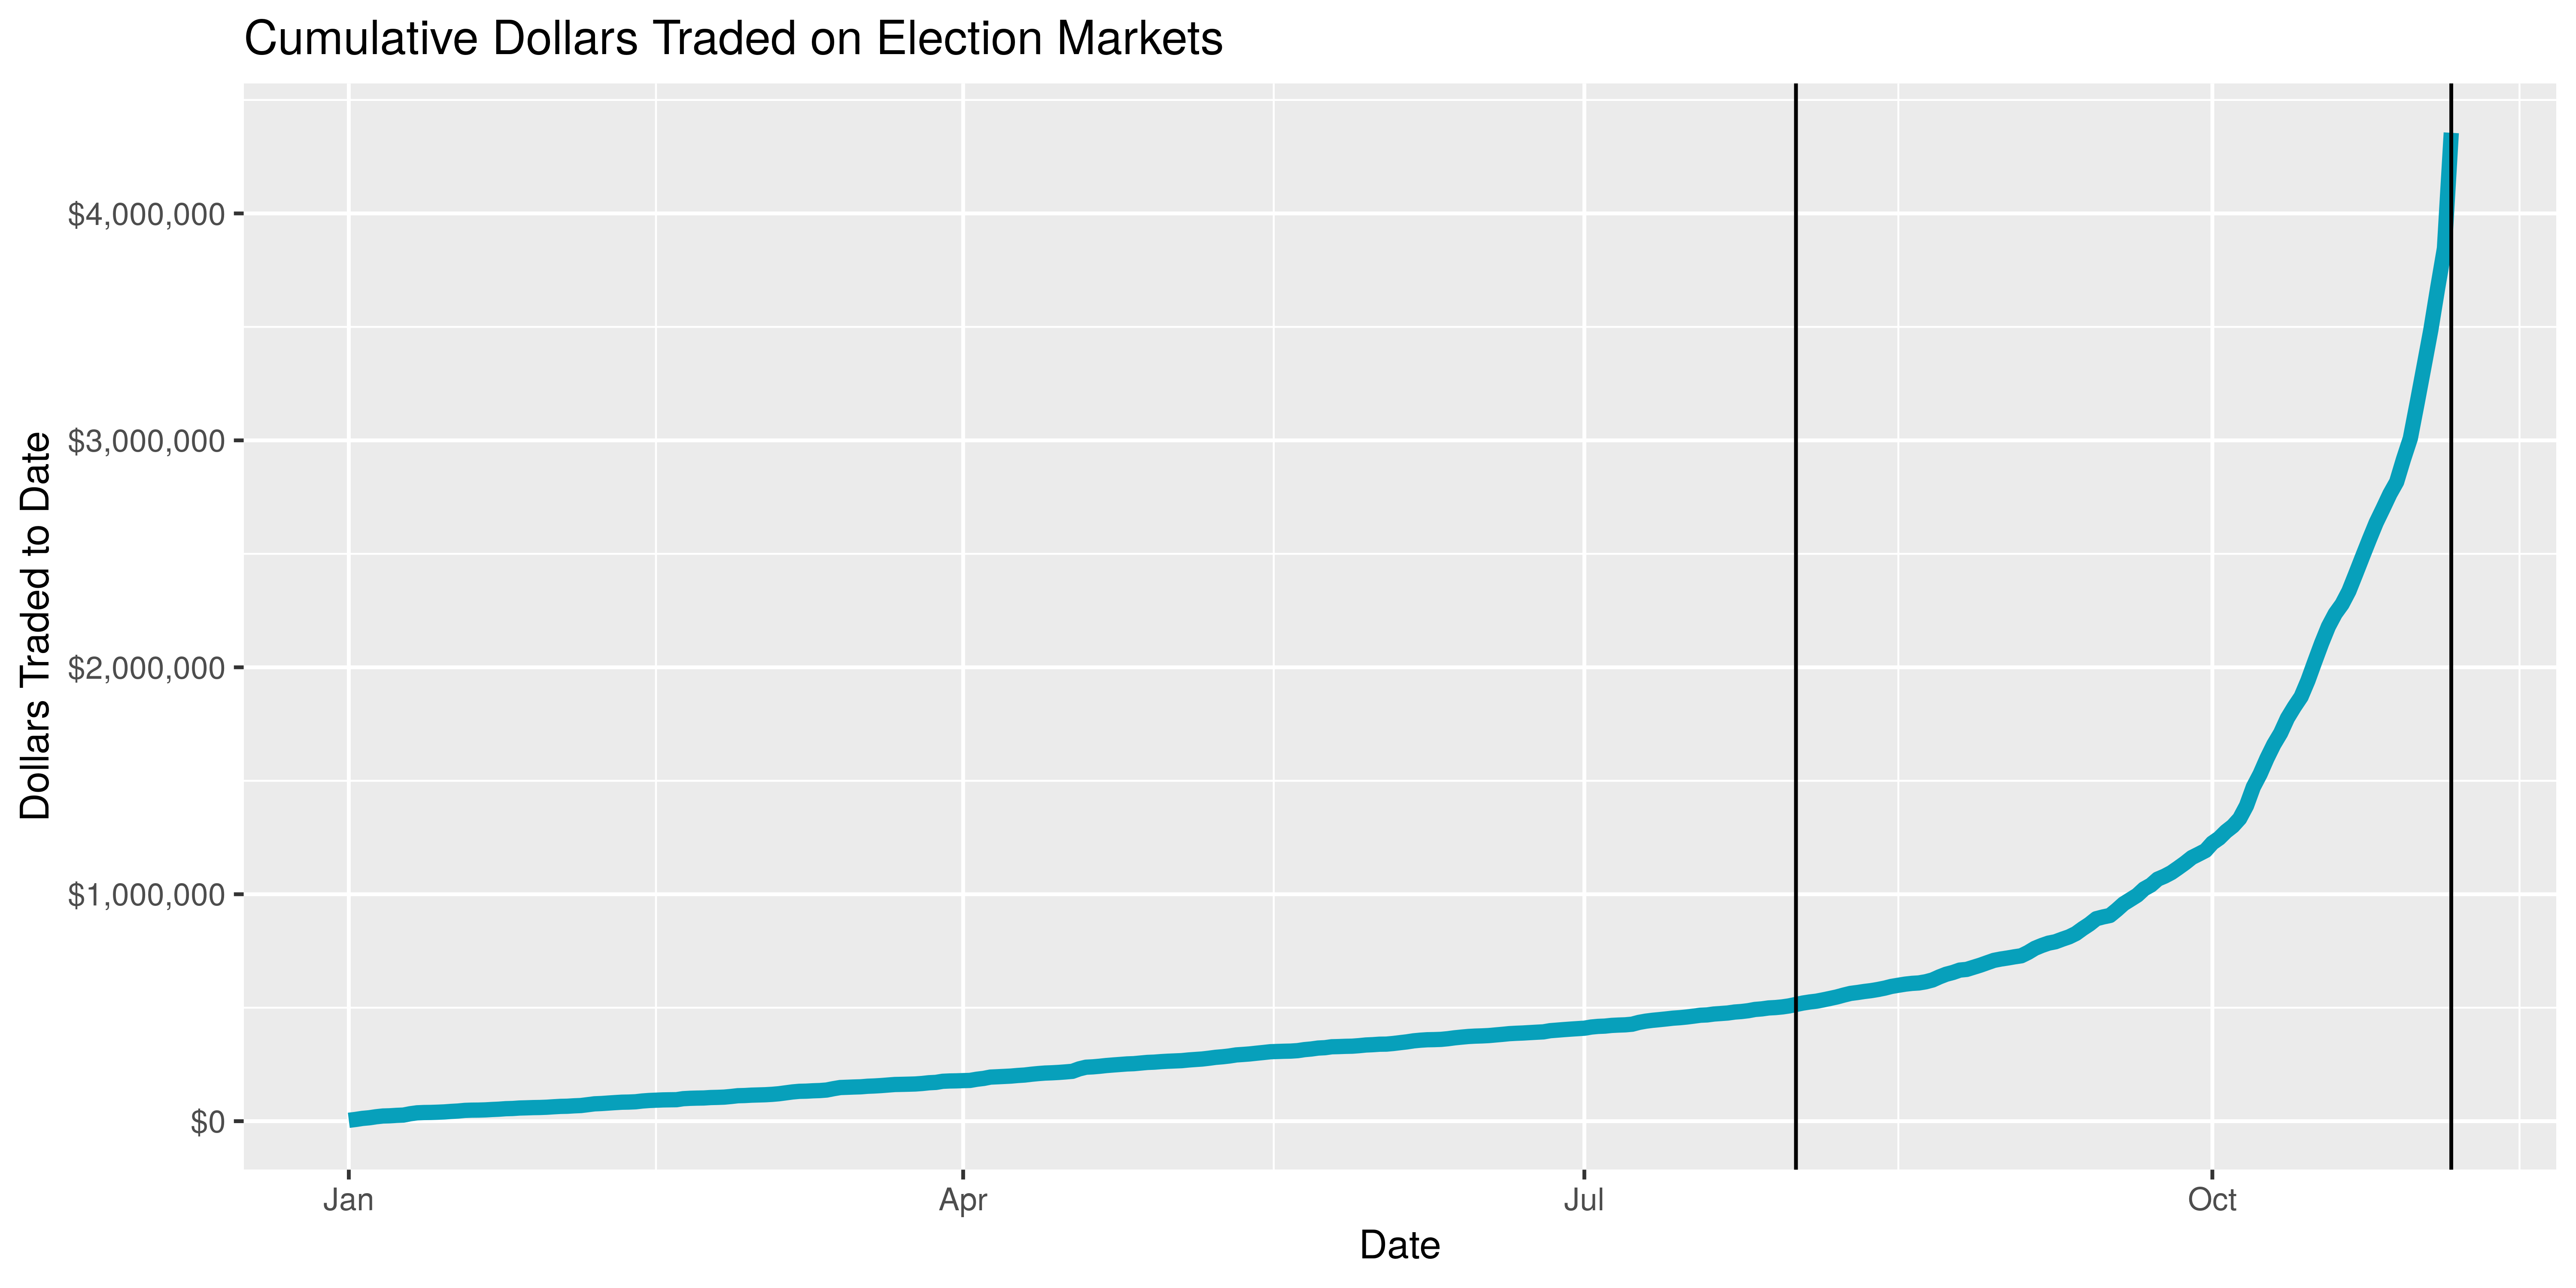 Cumulative Dollars Traded on Election Markets
Dollars Traded to Date
$4,000,000
$3,000,000
$2,000,000
$1,000,000
$0
Jan
Apr
Jul
Oct
Date